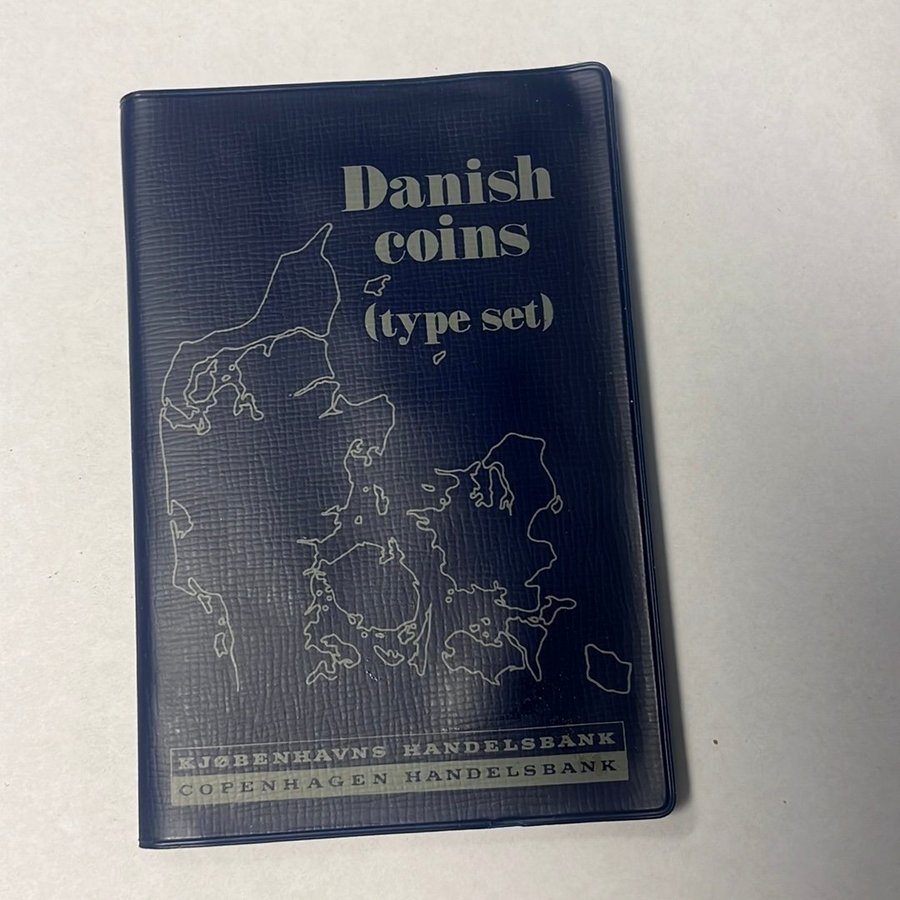 Danish
coins
(type set)
KJØBENHAVNS HANDELSBANK
COPENHAGEN HANDELSBANK